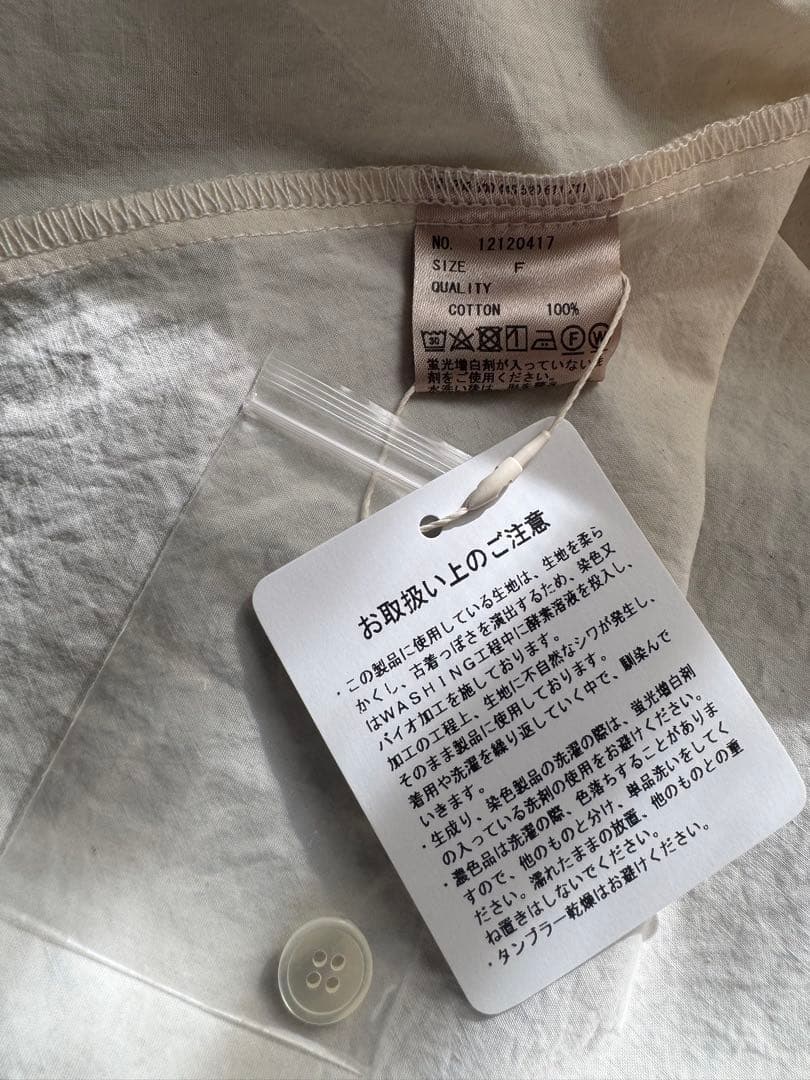 NO. 12120417
SIZE F
QUALITY
COTTON 100%
30 F W
蛍光増白剤が入っていない
剤をご使用ください。
水洗い後は、形を整え
お取扱い上のご注意
・この製品に使用している生地は、生地を柔ら
かくし、古着っぽさを演出するため、染色又
はWASHING工程中に酵素溶液を投入し、
バイオ加工を施しております。
加工の工程上、生地に不自然なシワが発生し、
そのまま製品に使用しております。
着用や洗濯を繰り返していく中で、馴染んで
いきます。
・生成り、染色製品の洗濯の際は、蛍光増白剤
の入っている洗剤の使用をお避けください。
・濃色品は洗濯の際、色落ちすることがありま
すので、他のものと分け、単品洗いをしてく
ださい。濡れたままの放置、他のものとの重
ね置きはしないでください。
・タンブラー乾燥はお避けください。